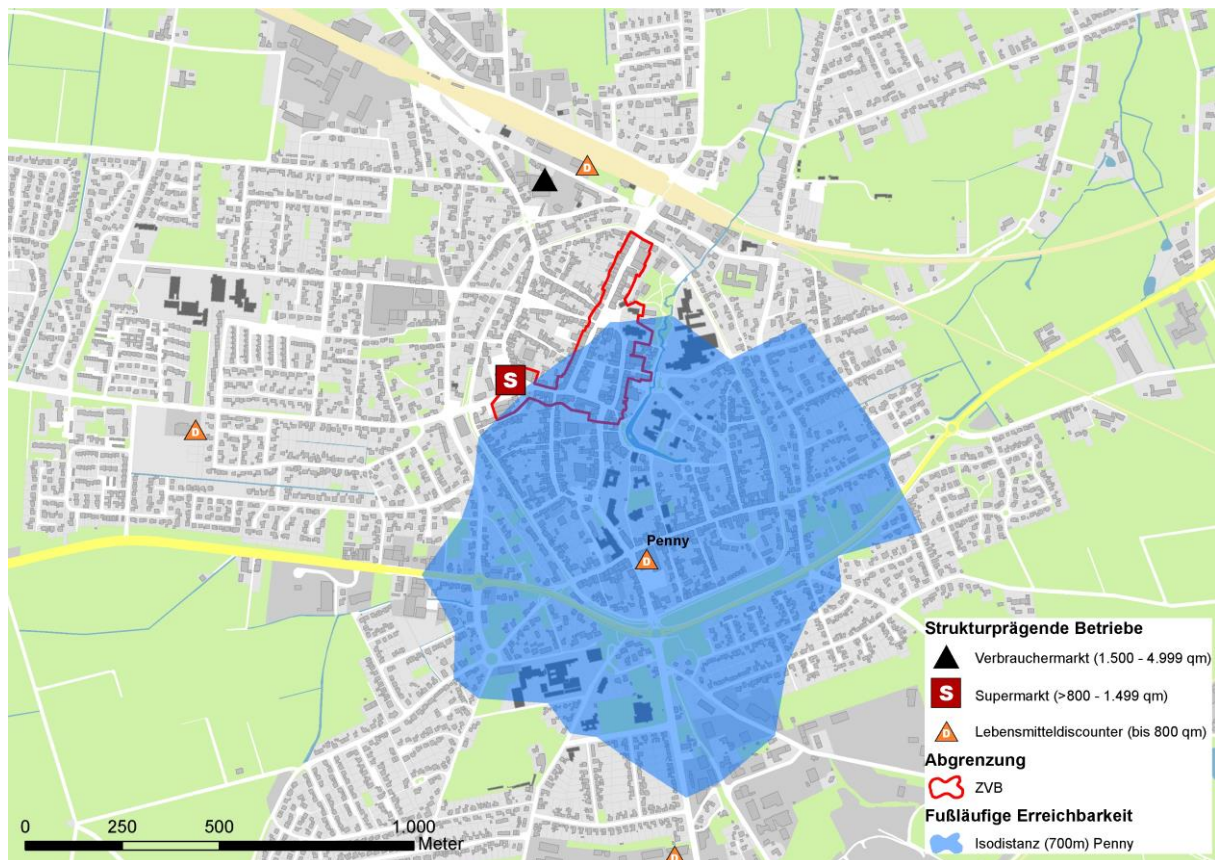 D
S
D
Penny
D
D
Strukturprägende Betriebe
Verbrauchermarkt (1.500 - 4.999 qm)
S Supermarkt (>800 - 1.499 qm)
D Lebensmitteldiscounter (bis 800 qm)
Abgrenzung
ZVB
Fußläufige Erreichbarkeit
Isodistanz (700m) Penny
0 250 500 1.000
Meter